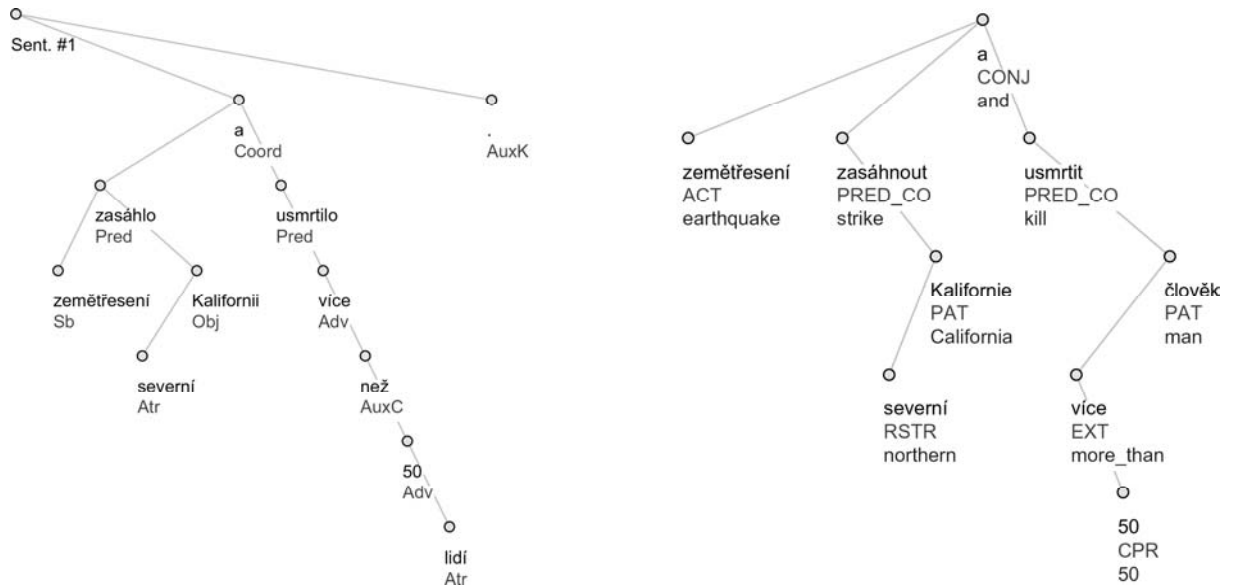 Sent. #1
a
Coord
.
AuxK
zasáhlo
Pred
usmrtilo
Pred
zemětřesení
Sb
Kalifornii
Obj
více
Adv
severní
Atr
než
AuxC
50
Adv
lidí
Atr
a
CONJ
and
zemětřesení
ACT
earthquake
zasáhnout
PRED_CO
strike
usmrtit
PRED_CO
kill
Kalifornie
PAT
California
člověk
PAT
man
severní
RSTR
northern
více
EXT
more_than
50
CPR
50